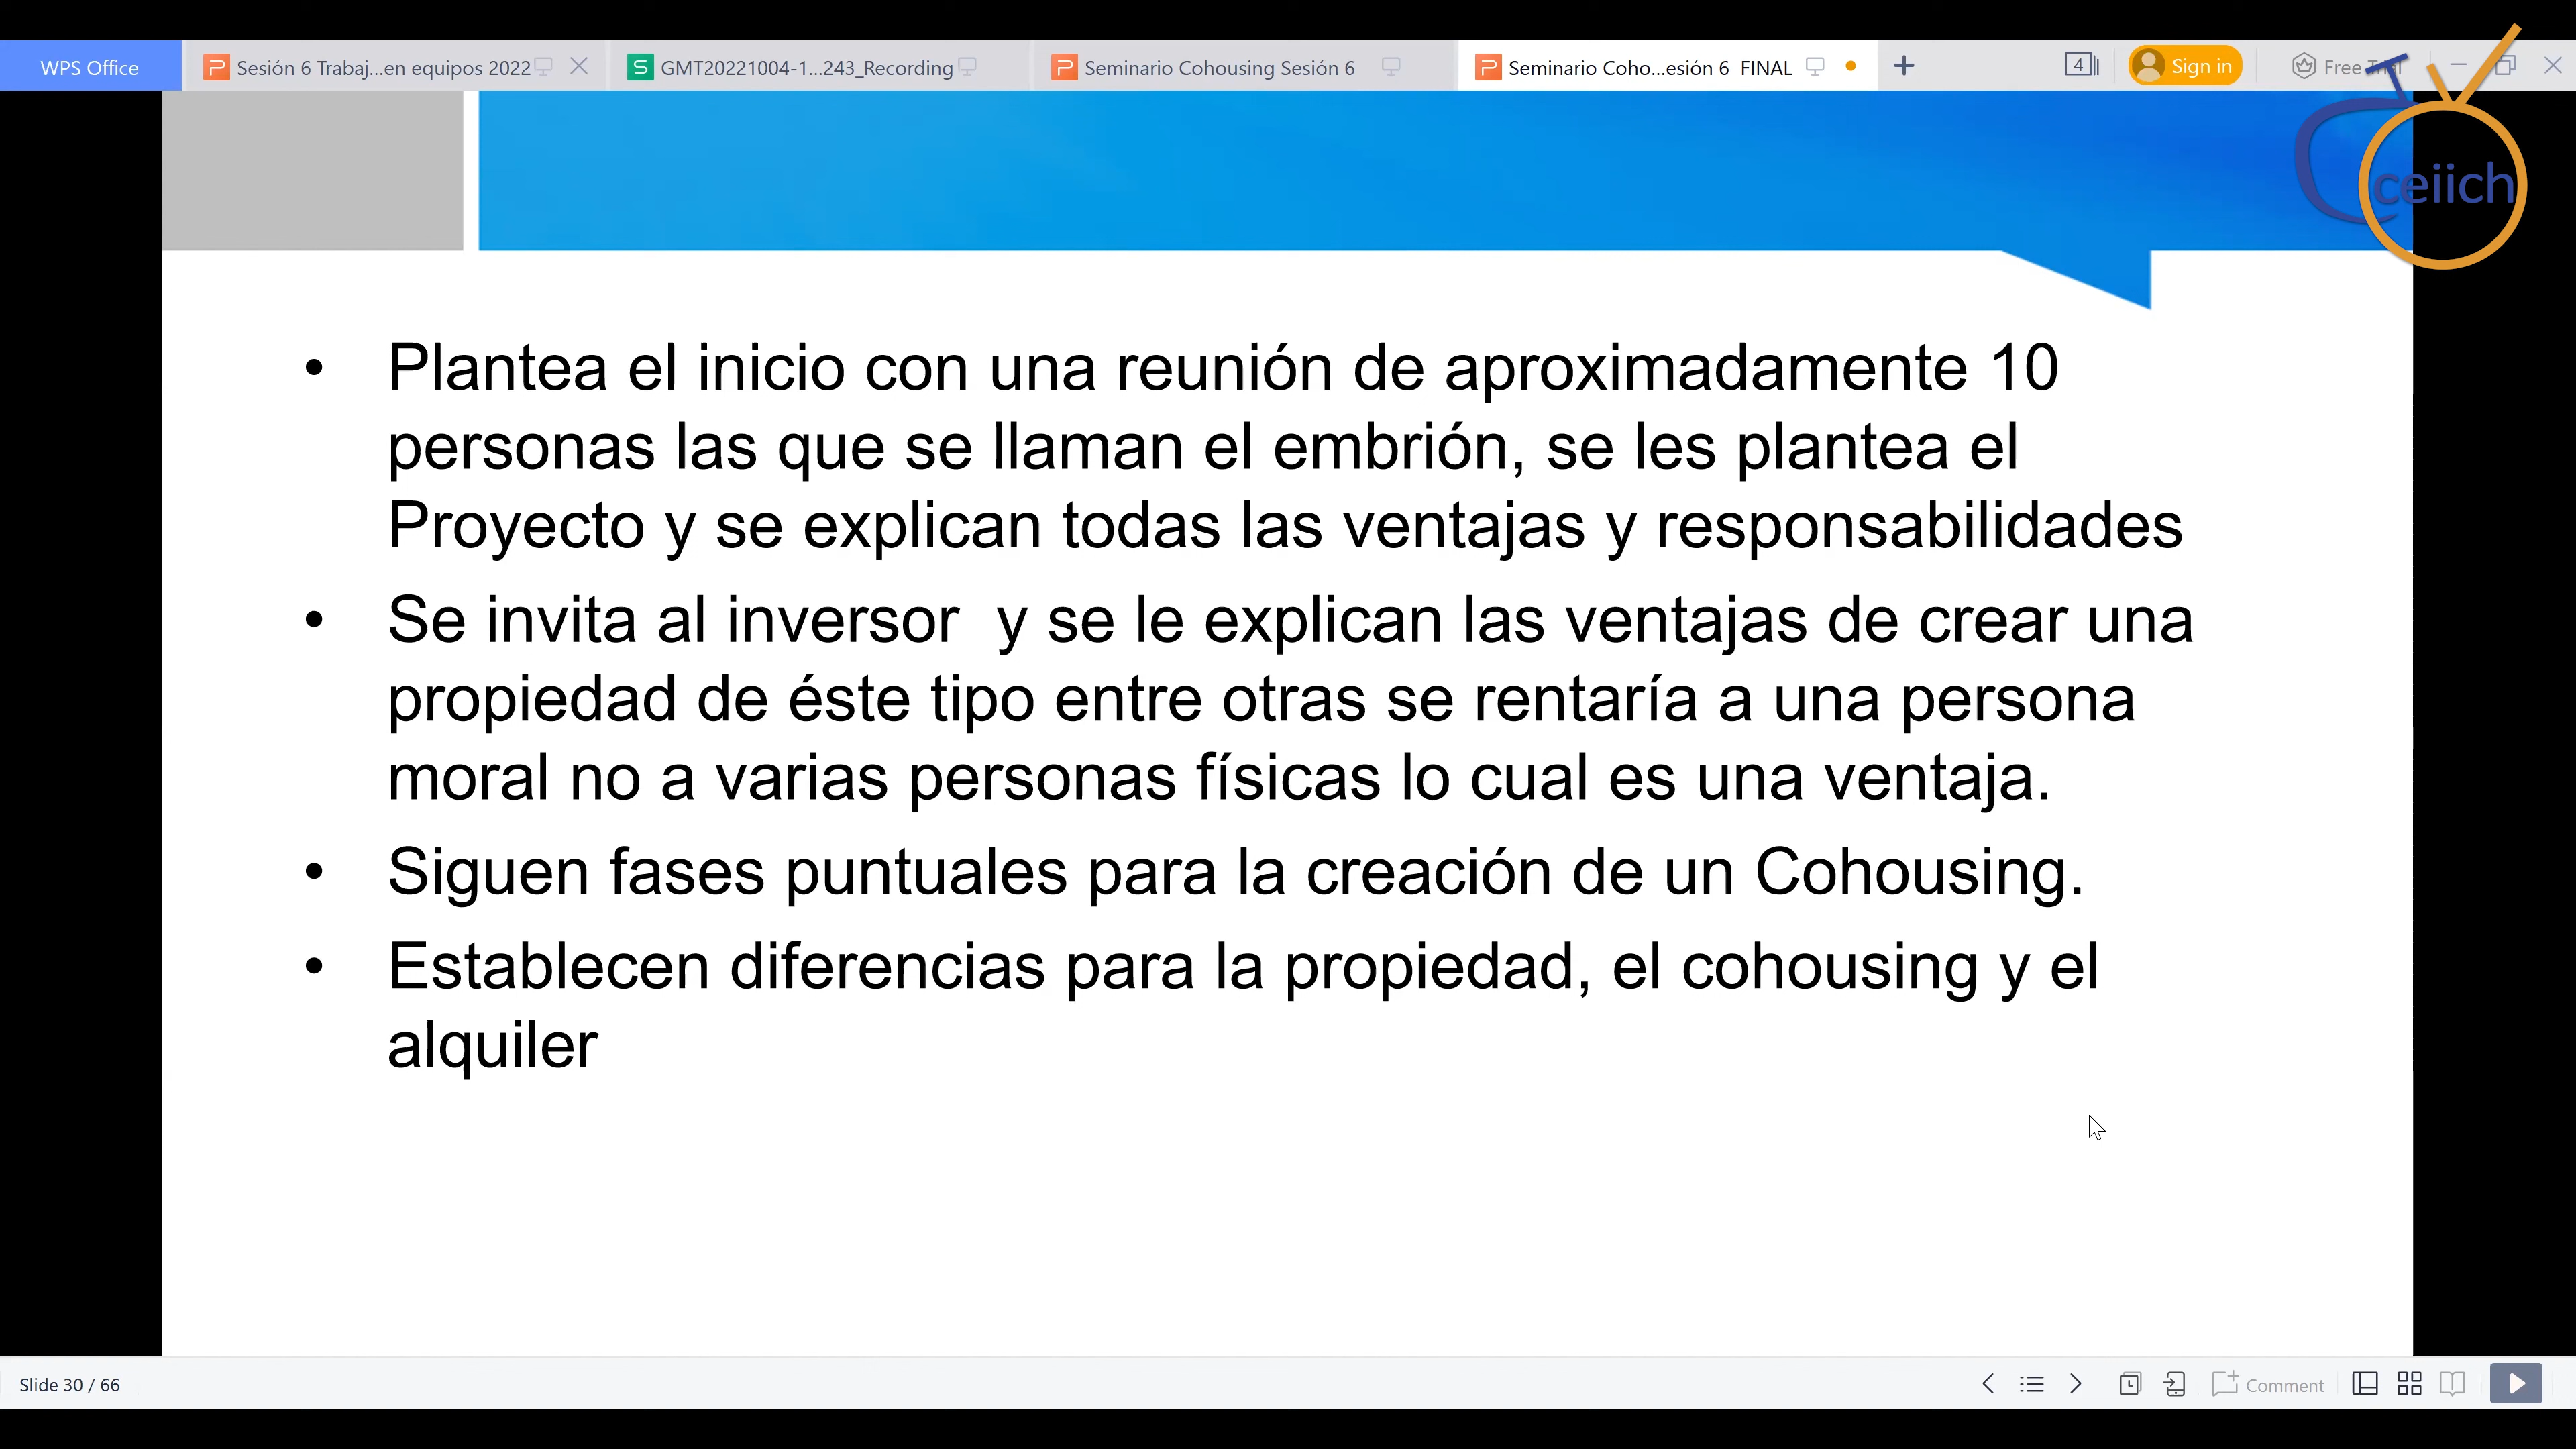 WPS Office
Sesión 6 Trabaj...en equipos 2022
GMT20221004-1...243_Recording
Seminario Cohousing Sesión 6
Seminario Coho...esión 6 FINAL
4
Sign in
Free Trial
TV
ceiich
• Plantea el inicio con una reunión de aproximadamente 10
personas las que se llaman el embrión, se les plantea el
Proyecto y se explican todas las ventajas y responsabilidades
• Se invita al inversor y se le explican las ventajas de crear una
propiedad de éste tipo entre otras se rentaría a una persona
moral no a varias personas físicas lo cual es una ventaja.
• Siguen fases puntuales para la creación de un Cohousing.
• Establecen diferencias para la propiedad, el cohousing y el
alquiler
Slide 30 / 66
Comment